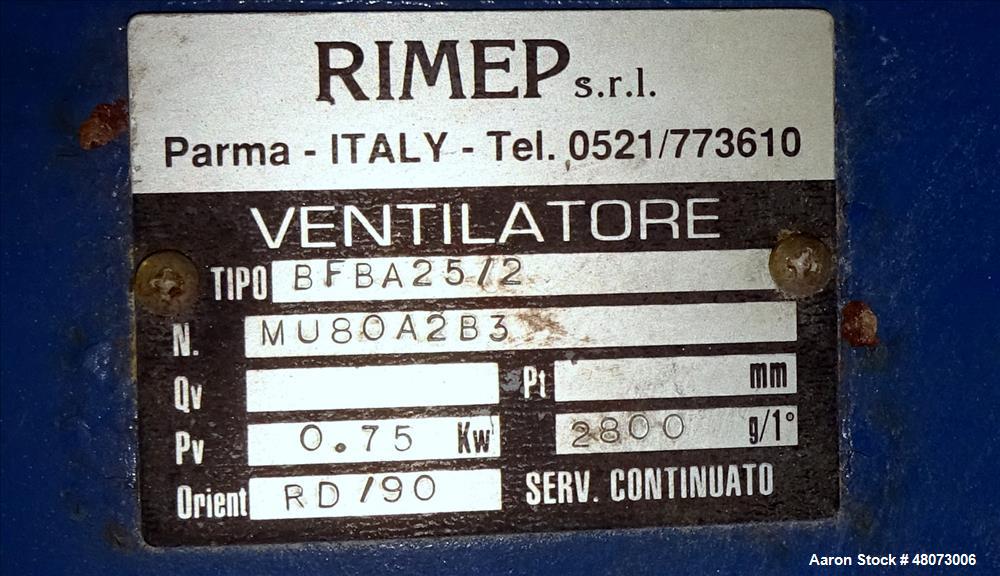 RIMEP s.r.l.
Parma - ITALY - Tel. 0521/773610
VENTILATORE
TIPO BFBA25/2
N. MU80A2B3
Qv Pt mm
Pv 0.75 Kw 2800 g/1°
Orient RD/90 SERV. CONTINUATO
Aaron Stock # 48073006